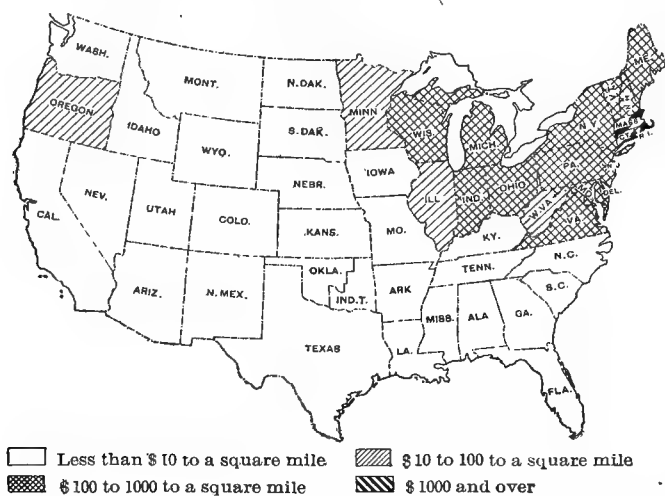 WASH.
MONT.
N.DAK.
MINN
ME
OREGON
IDAHO
S.DAK.
WIS
MICH.
N.Y.
MASS
CT.
R.I.
WYO.
NEBR.
IOWA
PA.
NEV.
UTAH
COLO.
ILL
IND.
OHIO
W.VA.
DEL.
CAL.
KANS.
MO.
KY.
VA
N.C.
ARIZ.
N.MEX.
OKLA.
IND.T.
ARK
TENN.
S.C.
MISS.
ALA
GA.
TEXAS
LA.
FLA.
Less than $10 to a square mile
$10 to 100 to a square mile
$100 to 1000 to a square mile
$1000 and over